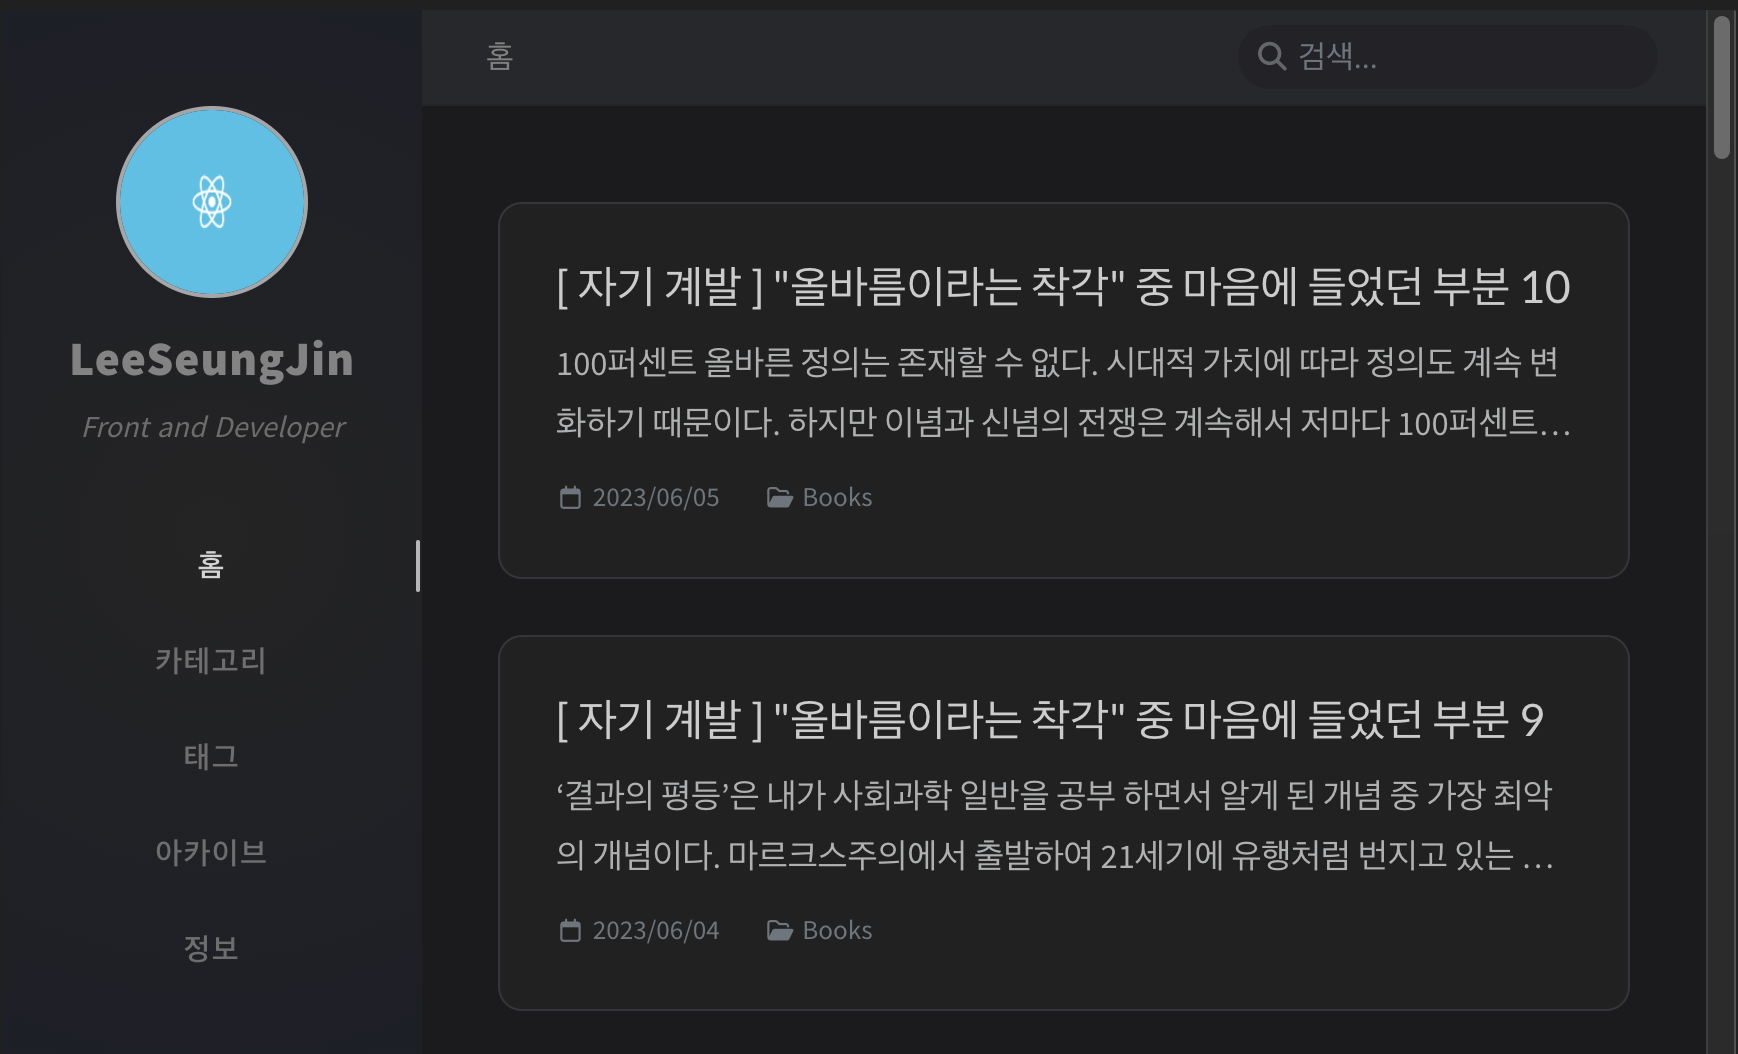 LeeSeungJin
Front and Developer
홈
카테고리
태그
아카이브
정보
홈
검색...
[ 자기 계발 ] "올바름이라는 착각" 중 마음에 들었던 부분 10
100퍼센트 올바른 정의는 존재할 수 없다. 시대적 가치에 따라 정의도 계속 변
화하기 때문이다. 하지만 이념과 신념의 전쟁은 계속해서 저마다 100퍼센트…
2023/06/05 Books
[ 자기 계발 ] "올바름이라는 착각" 중 마음에 들었던 부분 9
‘결과의 평등’은 내가 사회과학 일반을 공부 하면서 알게 된 개념 중 가장 최악
의 개념이다. 마르크스주의에서 출발하여 21세기에 유행처럼 번지고 있는 …
2023/06/04 Books